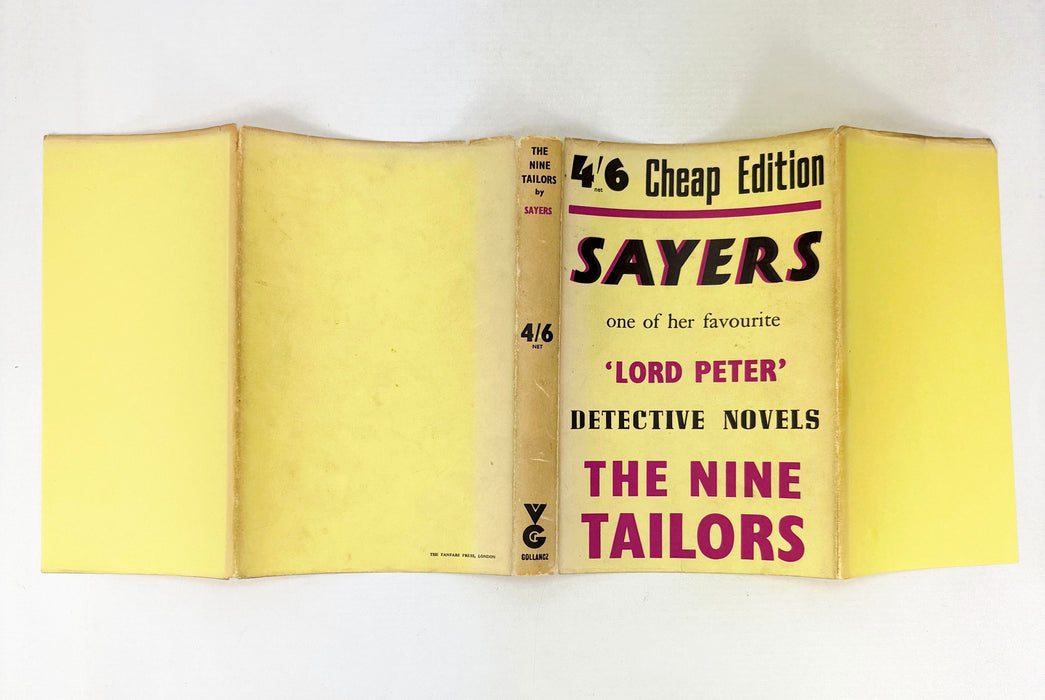 THE FANFARE PRESS, LONDON
THE
NINE
TAILORS
by
SAYERS
4/6
NET
VG
GOLLANCZ
4/6 net Cheap Edition
SAYERS
one of her favourite
‘LORD PETER’
DETECTIVE NOVELS
THE NINE
TAILORS